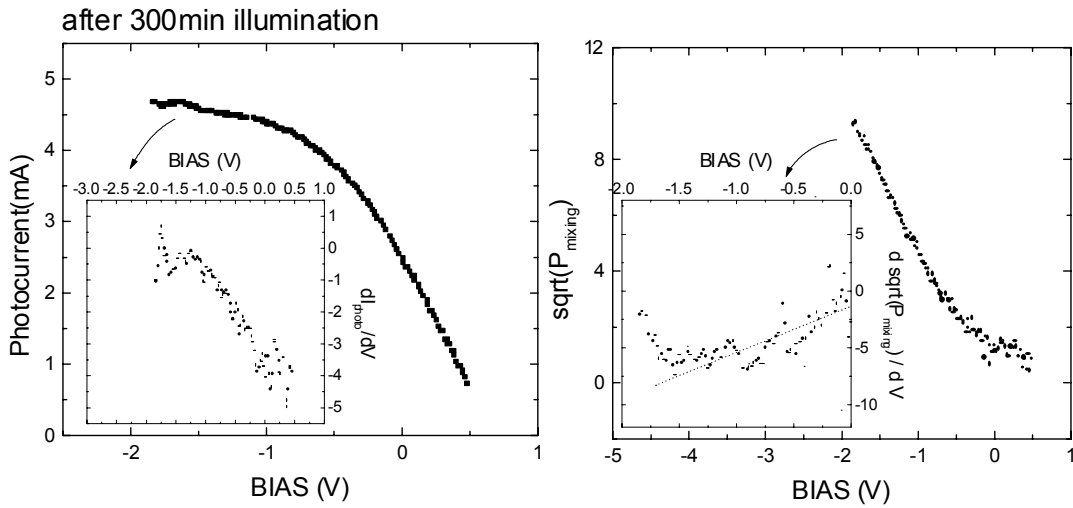 after 300min illumination
5
4
3
2
1
0
Photocurrent(mA)
-2 -1 0 1
BIAS (V)
BIAS (V)
-3.0 -2.5 -2.0 -1.5 -1.0 -0.5 0.0 0.5 1.0
1
0
-1
-2
-3
-4
-5
dI_photo/dV
12
8
4
0
sqrt(P_mixing)
-5 -4 -3 -2 -1 0 1
BIAS (V)
BIAS (V)
-2.0 -1.5 -1.0 -0.5 0.0
5
0
-5
-10
d sqrt(P_mixing) / d V